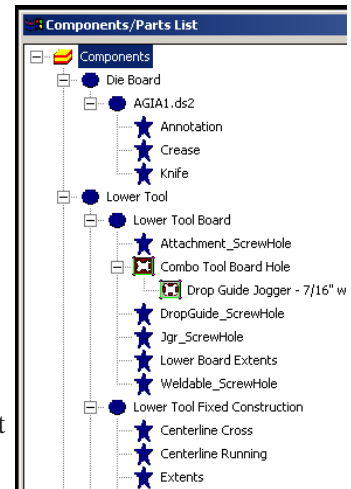 Components/Parts List
Components
Die Board
AGIA1.ds2
Annotation
Crease
Knife
Lower Tool
Lower Tool Board
Attachment_ScrewHole
Combo Tool Board Hole
Drop Guide Jogger - 7/16" w
DropGuide_ScrewHole
Jgr_ScrewHole
Lower Board Extents
Weldable_ScrewHole
Lower Tool Fixed Construction
Centerline Cross
Centerline Running
Extents
t